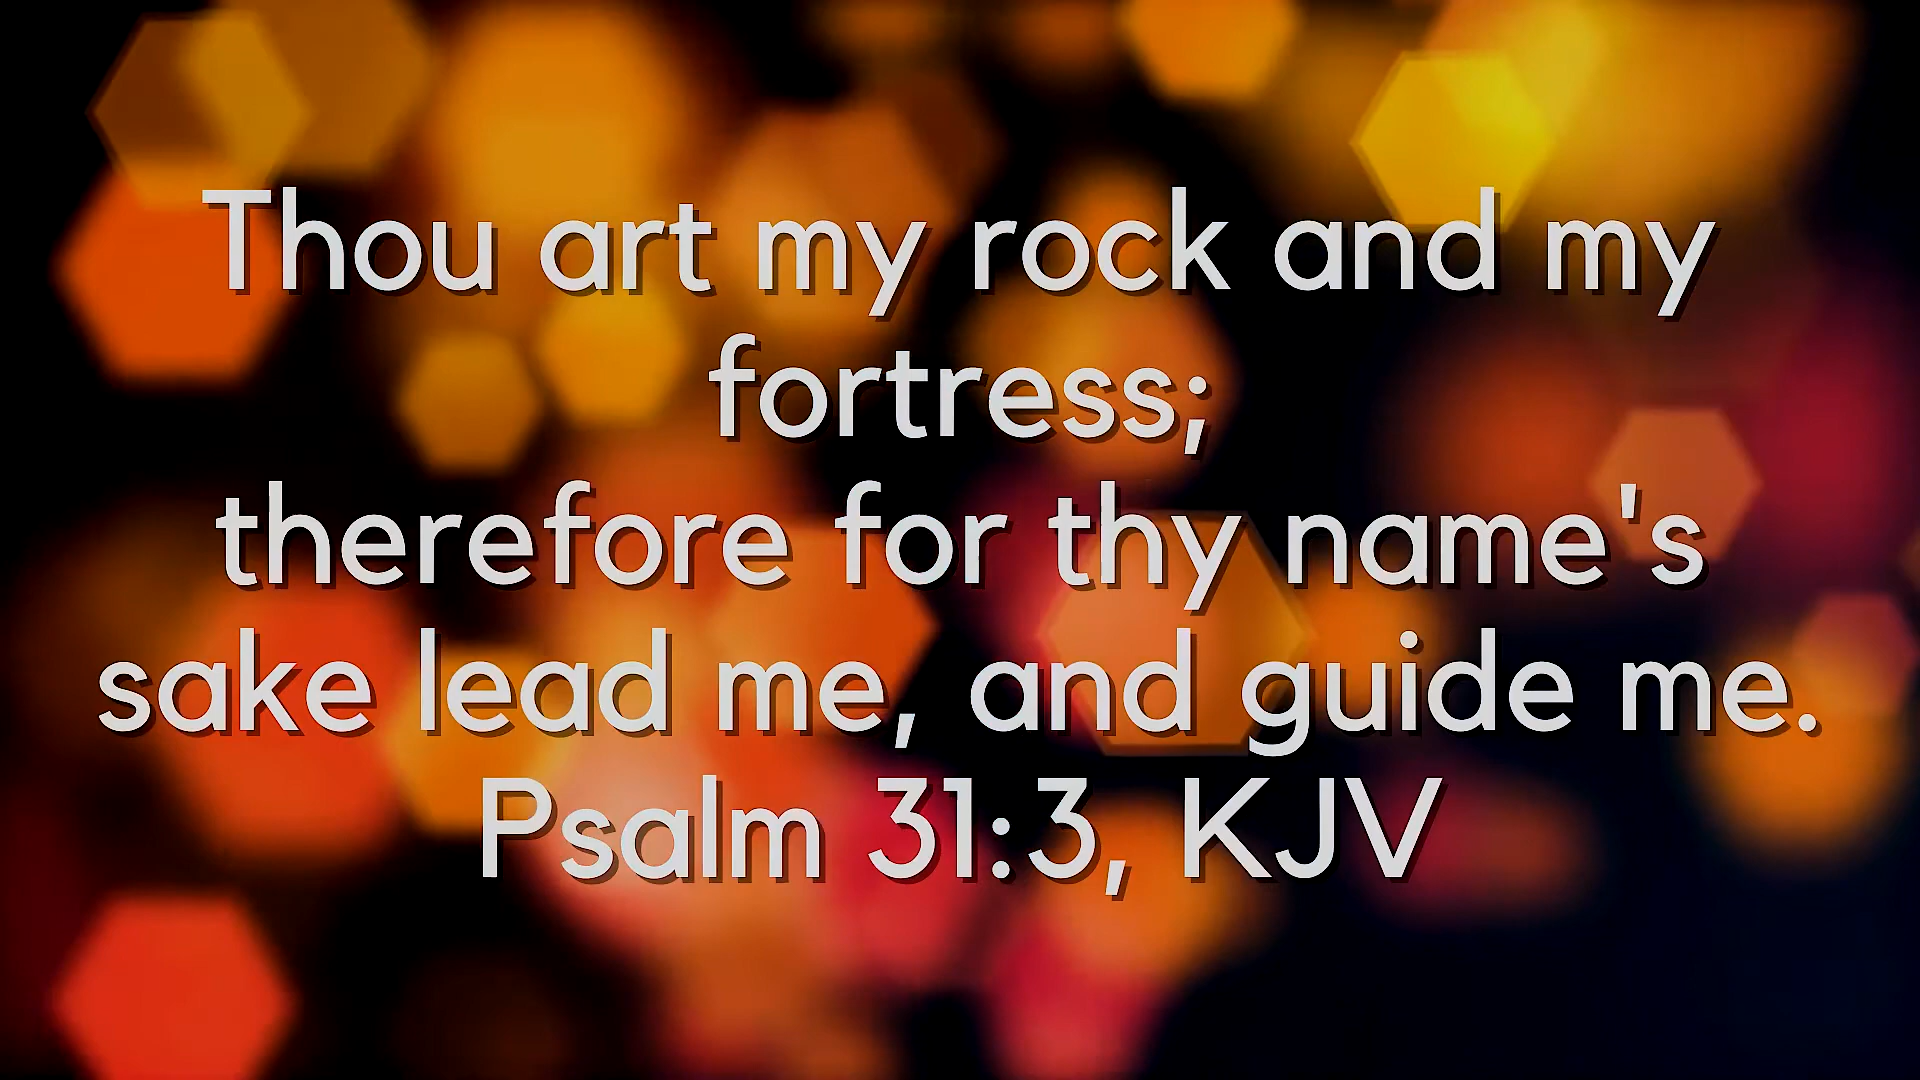 Thou art my rock and my
fortress;
therefore for thy name's
sake lead me, and guide me.
Psalm 31:3, KJV